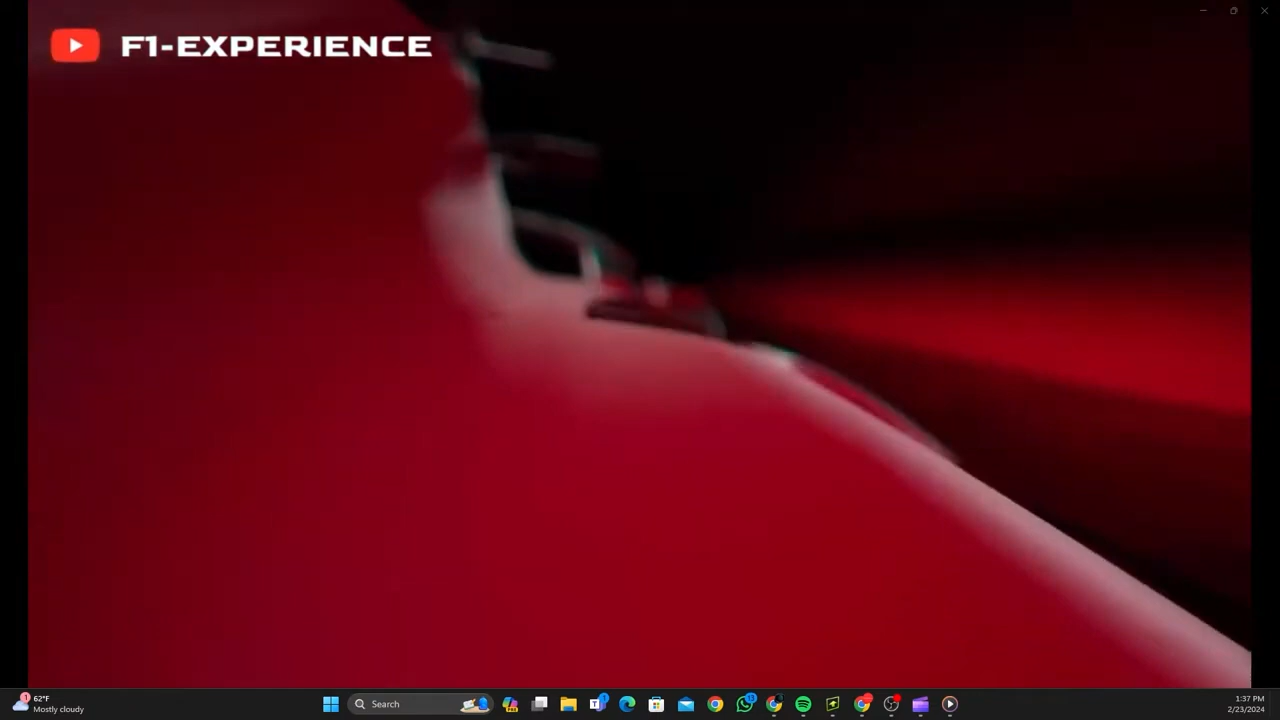 F1-EXPERIENCE
62°F
Mostly cloudy
Search
1:37 PM
2/23/2024